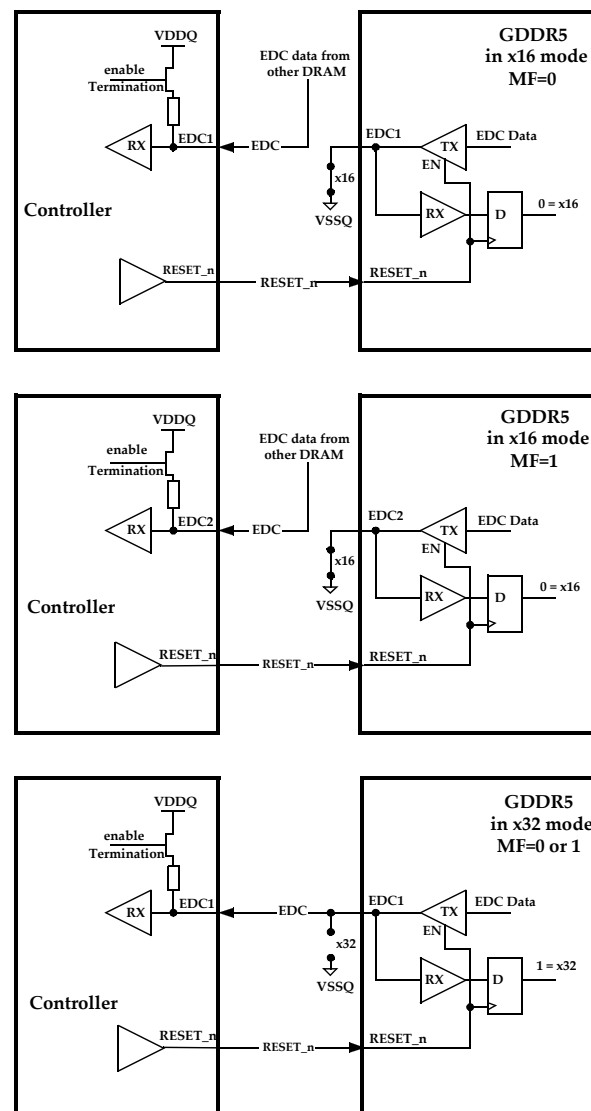 VDDQ
enable
Termination
EDC data from
other DRAM
GDDR5
in x16 mode
MF=0
RX
EDC1
EDC
EDC1
TX
EDC Data
EN
x16
VSSQ
RX
D
0 = x16
Controller
RESET_n
RESET_n
RESET_n
VDDQ
enable
Termination
EDC data from
other DRAM
GDDR5
in x16 mode
MF=1
RX
EDC2
EDC
EDC2
TX
EDC Data
EN
x16
VSSQ
RX
D
0 = x16
Controller
RESET_n
RESET_n
RESET_n
VDDQ
enable
Termination
GDDR5
in x32 mode
MF=0 or 1
RX
EDC1
EDC
EDC1
TX
EDC Data
EN
x32
VSSQ
RX
D
1 = x32
Controller
RESET_n
RESET_n
RESET_n